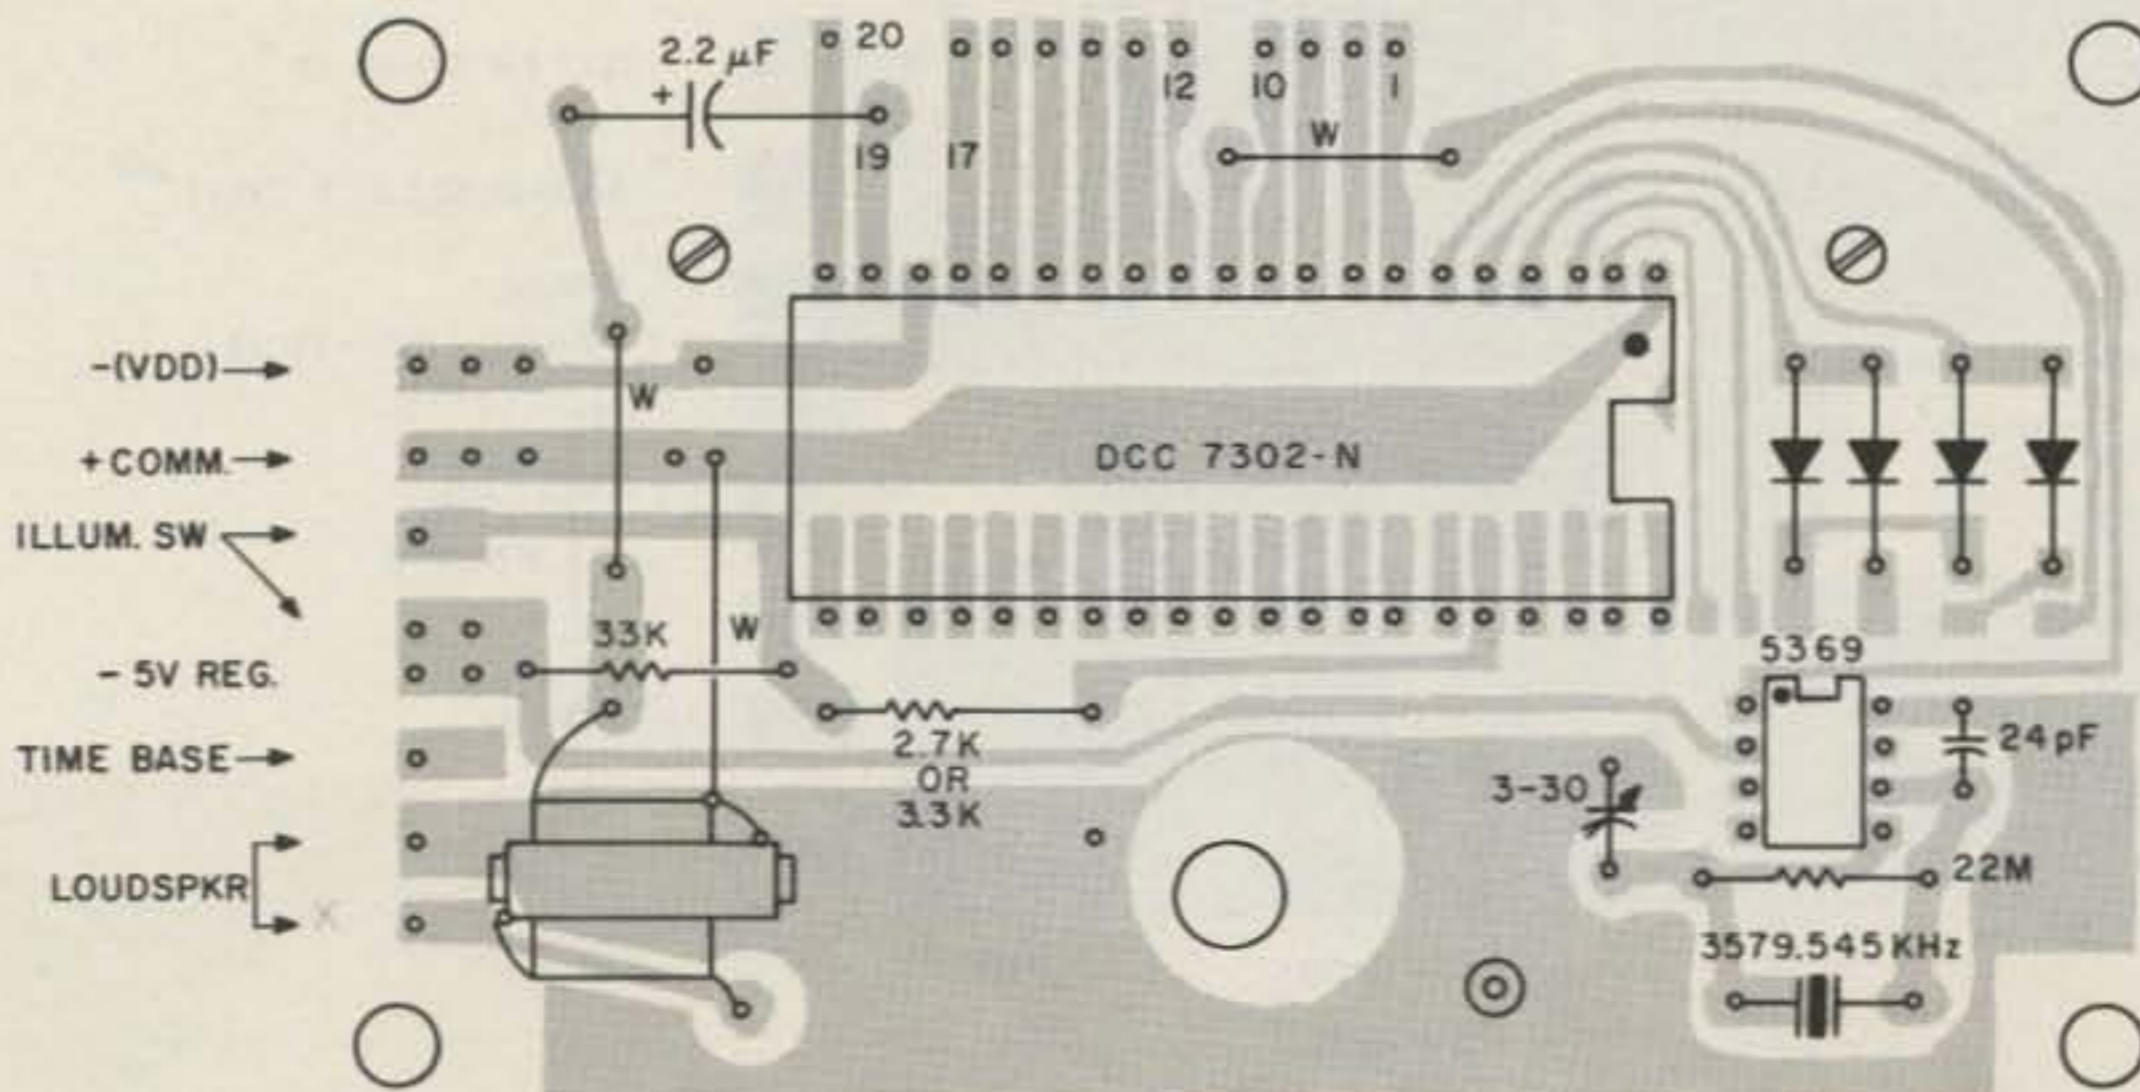 2.2 µF
+
20
19
17
12
10
1
W
-(VDD)
W
+COMM.
DCC 7302-N
ILLUM. SW
33K
W
5369
- 5V REG.
2.7K
OR
3.3K
TIME BASE
3-30
24pF
LOUDSPKR
22M
3579.545 KHz